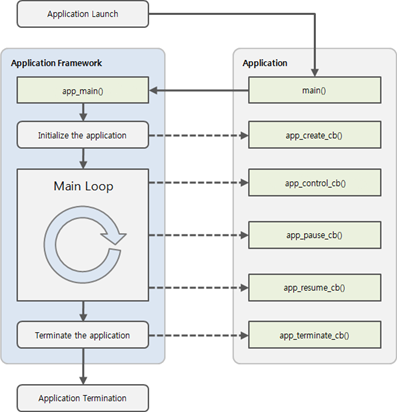 Application Launch
Application Framework
Application
app_main()
main()
Initialize the application
app_create_cb()
Main Loop
app_control_cb()
app_pause_cb()
app_resume_cb()
Terminate the application
app_terminate_cb()
Application Termination